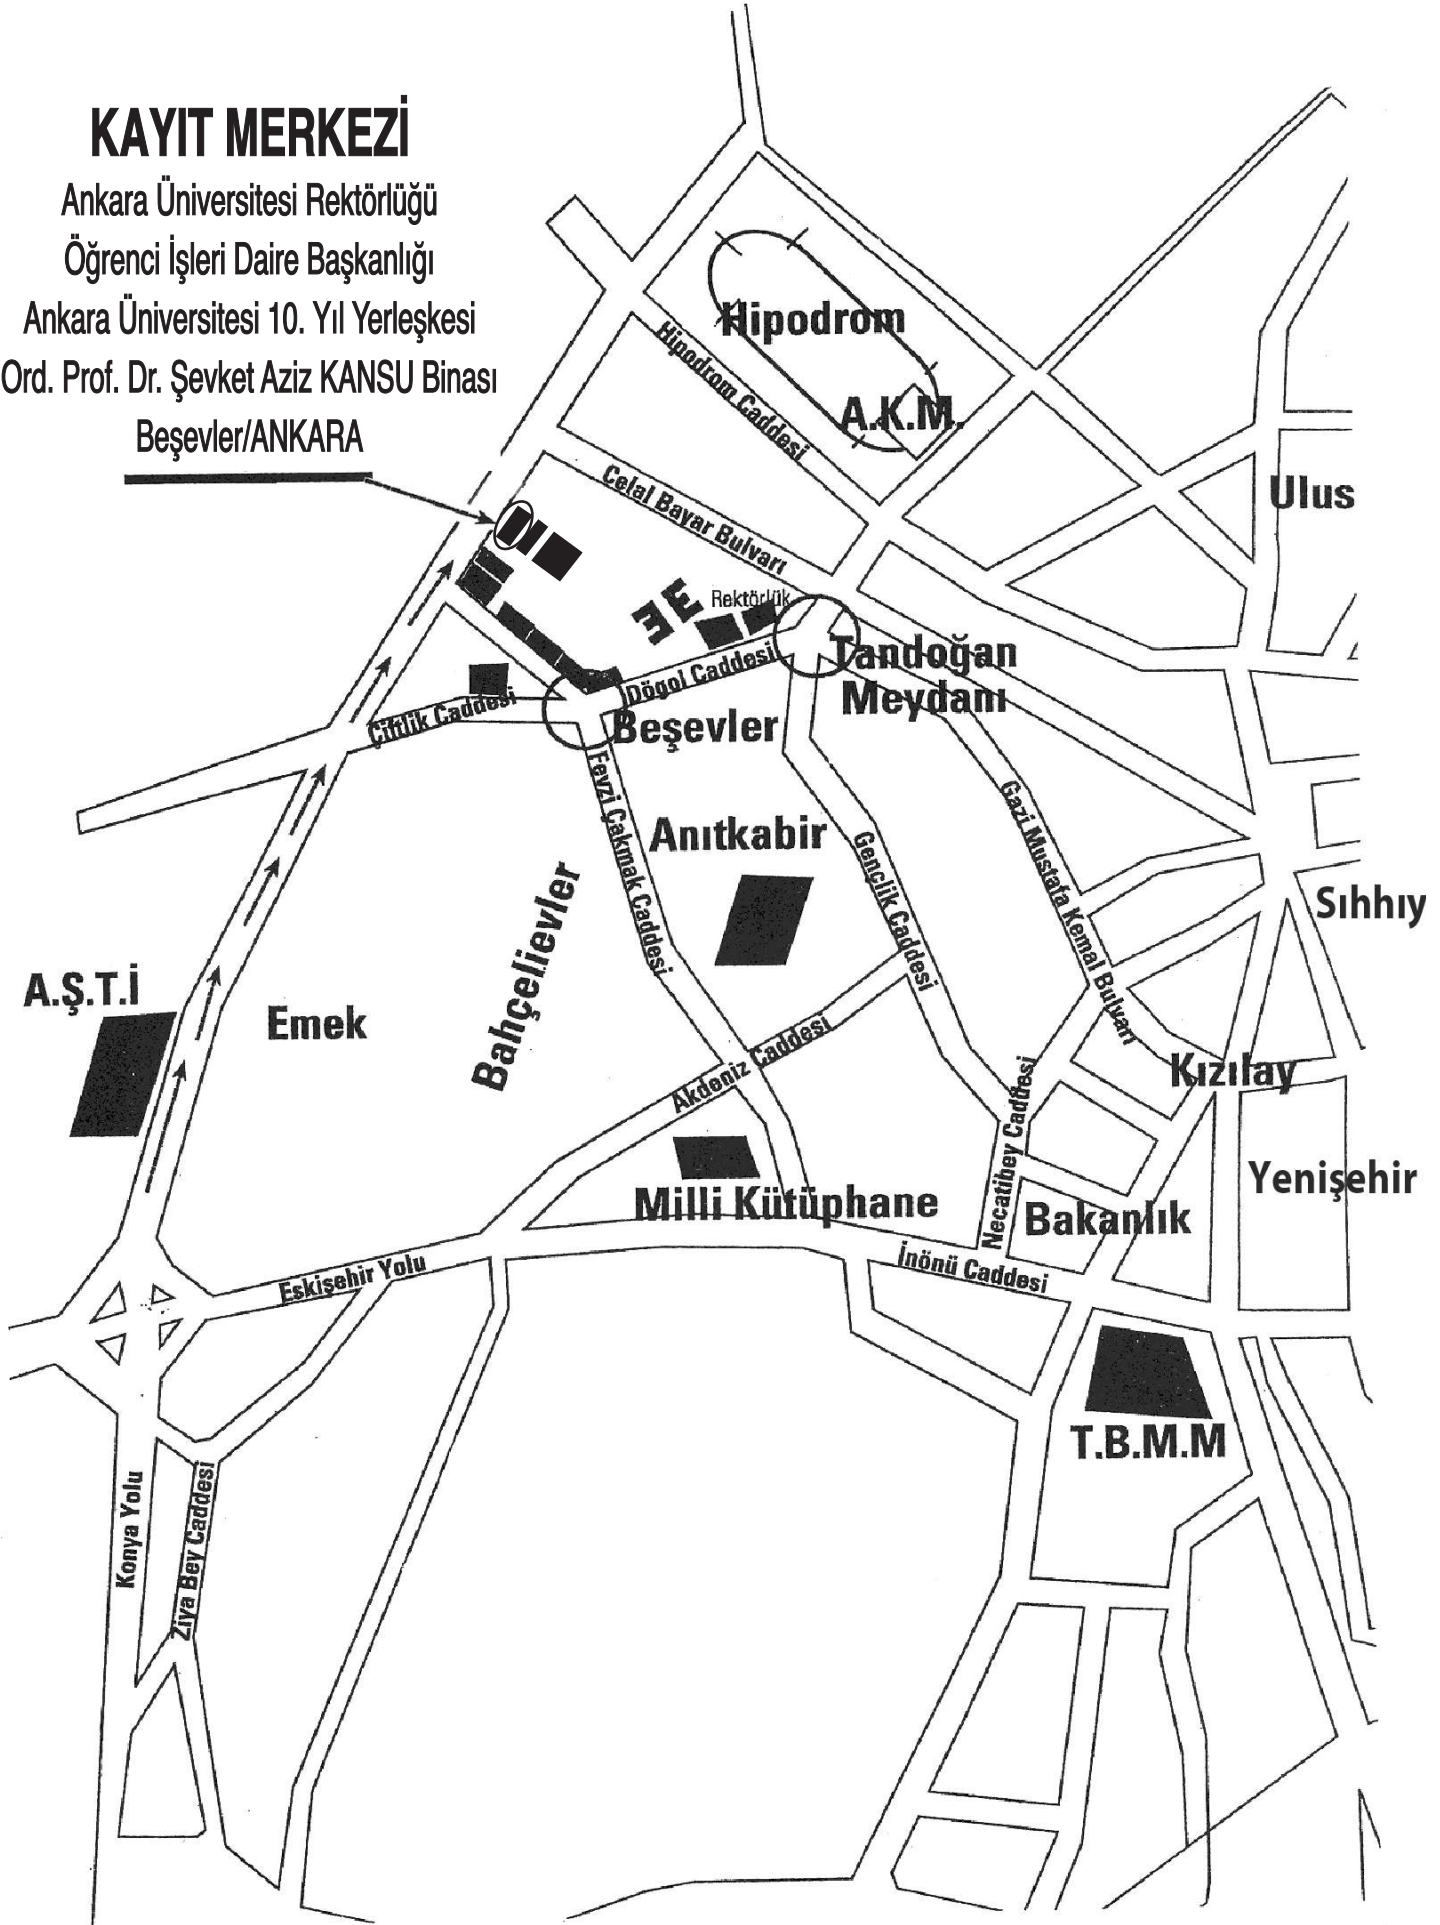 KAYIT MERKEZİ
Ankara Üniversitesi Rektörlüğü
Öğrenci İşleri Daire Başkanlığı
Ankara Üniversitesi 10. Yıl Yerleşkesi
Ord. Prof. Dr. Şevket Aziz KANSU Binası
Beşevler/ANKARA
Hipodrom
Hipodrom Caddesi
A.K.M.
Celal Bayar Bulvarı
Ulus
Rektörlük
Tandoğan
Meydanı
Dögol Caddesi
Çiftlik Caddesi
Beşevler
Fevzi Çakmak Caddesi
Anıtkabir
Gençlik Caddesi
Gazi Mustafa Kemal Bulvarı
Sıhhıy
Bahçelievler
A.Ş.T.İ
Emek
Akdeniz Caddesi
Kızılay
Necatibey Caddesi
Yenişehir
Milli Kütüphane
Bakanlık
İnönü Caddesi
Eskişehir Yolu
T.B.M.M
Konya Yolu
Ziya Bey Caddesi